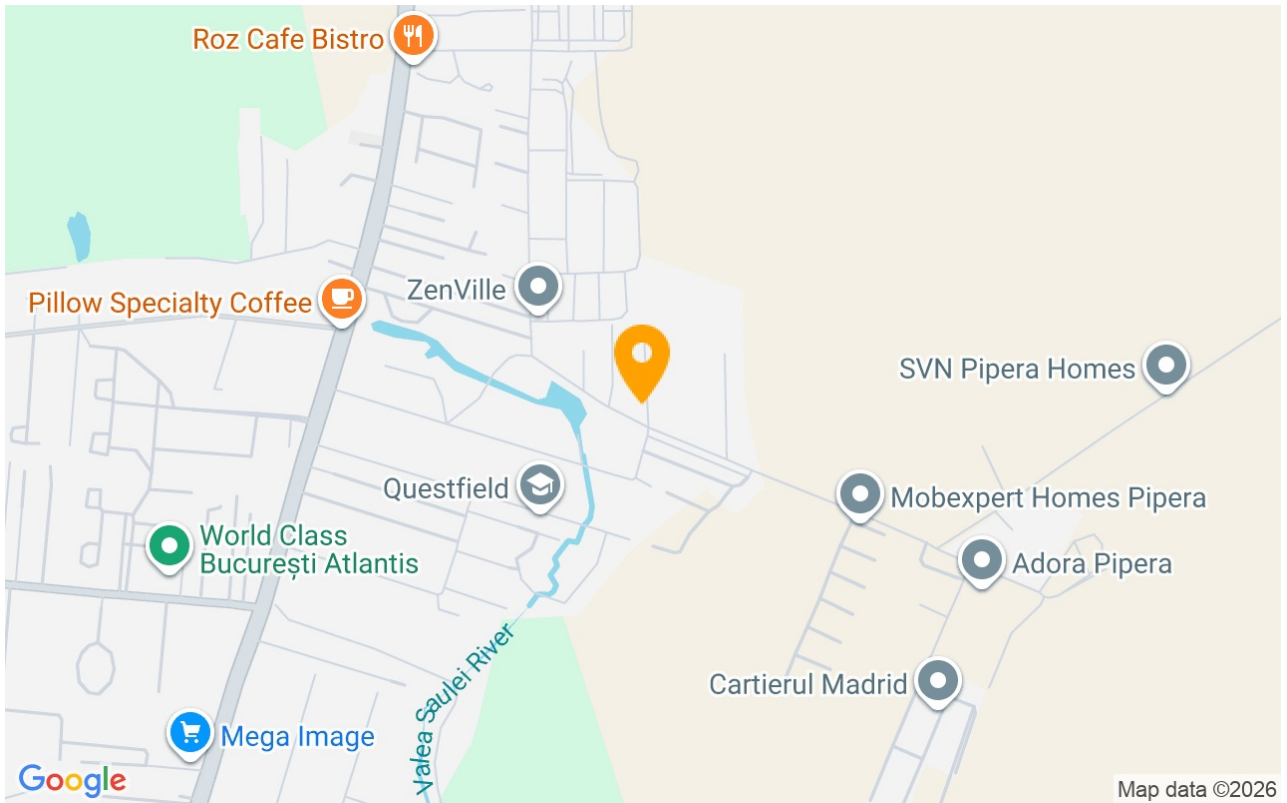 Roz Cafe Bistro
ZenVille
Pillow Specialty Coffee
SVN Pipera Homes
Questfield
Mobexpert Homes Pipera
World Class
București Atlantis
Adora Pipera
Valea Saulei River
Cartierul Madrid
Mega Image
Google
Map data ©2026